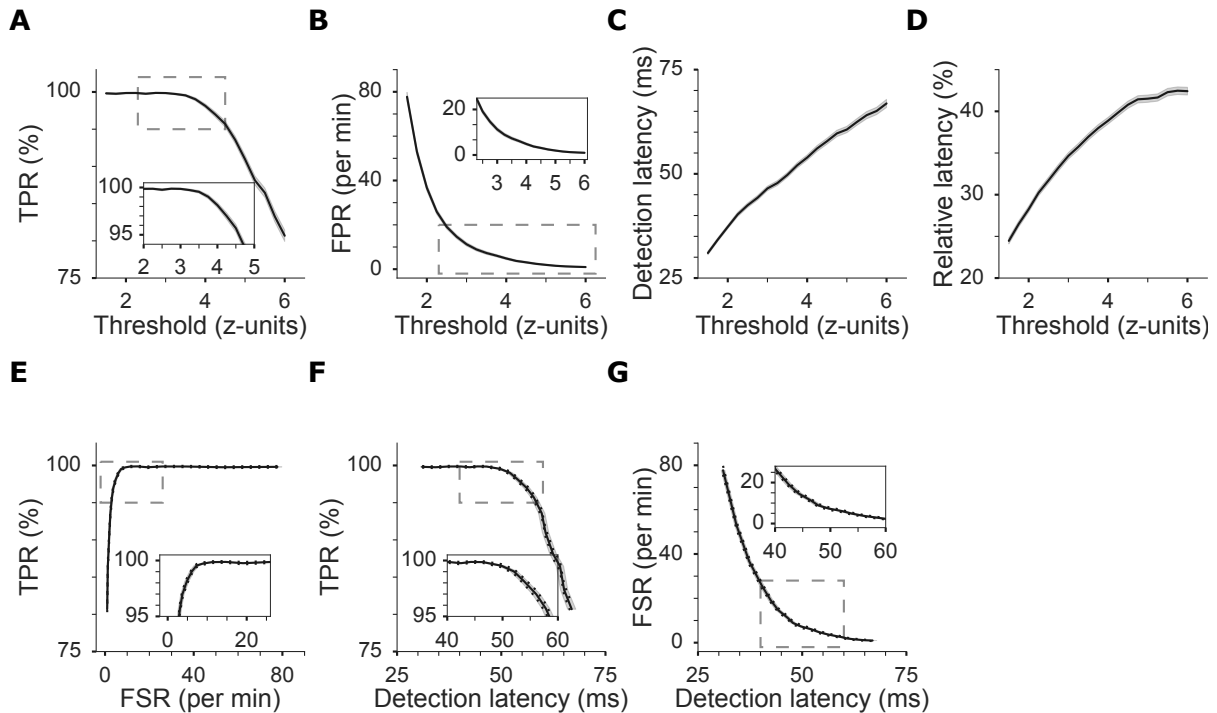 A
B
C
D
TPR (%)
100
75
100
95
2 3 4 5
2 4 6
Threshold (z-units)
FPR (per min)
80
40
0
20
0
3 4 5 6
2 4 6
Threshold (z-units)
Detection latency (ms)
75
50
25
2 4 6
Threshold (z-units)
Relative latency (%)
40
30
20
2 4 6
Threshold (z-units)
E
F
G
TPR (%)
100
75
100
95
0 20
0 40 80
FSR (per min)
TPR (%)
100
75
100
95
40 50 60
25 50 75
Detection latency (ms)
FSR (per min)
80
40
0
20
0
40 50 60
25 50 75
Detection latency (ms)